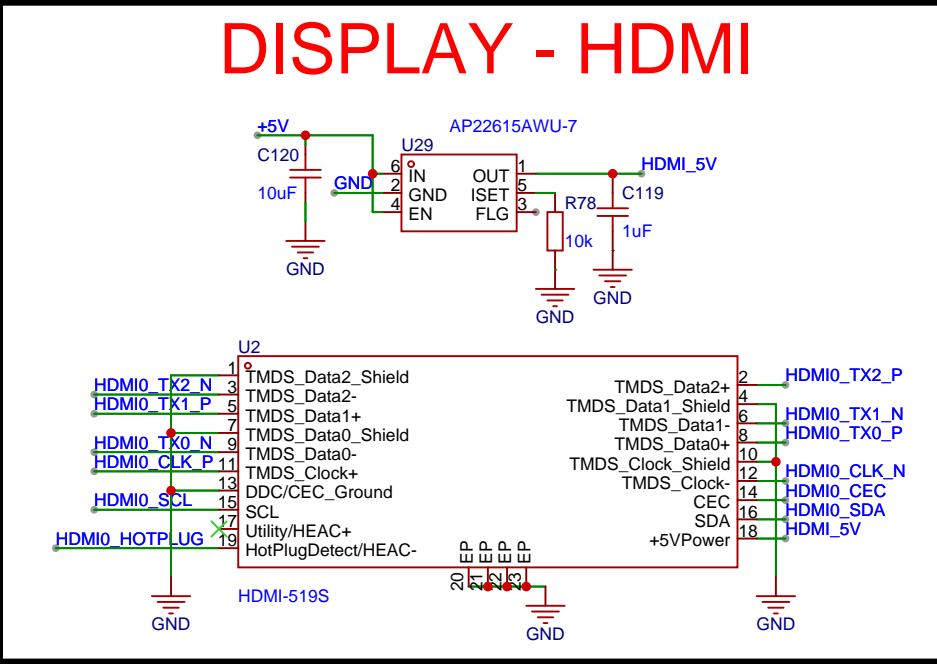 DISPLAY - HDMI
+5V
AP22615AWU-7
U29
C120
10uF
GND
6 IN
2 GND
4 EN
OUT 1
ISET 5
FLG 3
HDMI_5V
R78
10k
C119
1uF
GND
GND
GND
U2
HDMI0_TX2_N
HDMI0_TX1_P
HDMI0_TX0_N
HDMI0_CLK_P
HDMI0_SCL
HDMI0_HOTPLUG
1 TMDS_Data2_Shield
3 TMDS_Data2-
5 TMDS_Data1+
7 TMDS_Data0_Shield
9 TMDS_Data0-
11 TMDS_Clock+
13 DDC/CEC_Ground
15 SCL
17 Utility/HEAC+
19 HotPlugDetect/HEAC-
TMDS_Data2+ 2
TMDS_Data1_Shield 4
TMDS_Data1- 6
TMDS_Data0+ 8
TMDS_Clock_Shield 10
TMDS_Clock- 12
CEC 14
SDA 16
+5VPower 18
HDMI0_TX2_P
HDMI0_TX1_N
HDMI0_TX0_P
HDMI0_CLK_N
HDMI0_CEC
HDMI0_SDA
HDMI_5V
20 EP
21 EP
22 EP
23 EP
HDMI-519S
GND
GND
GND